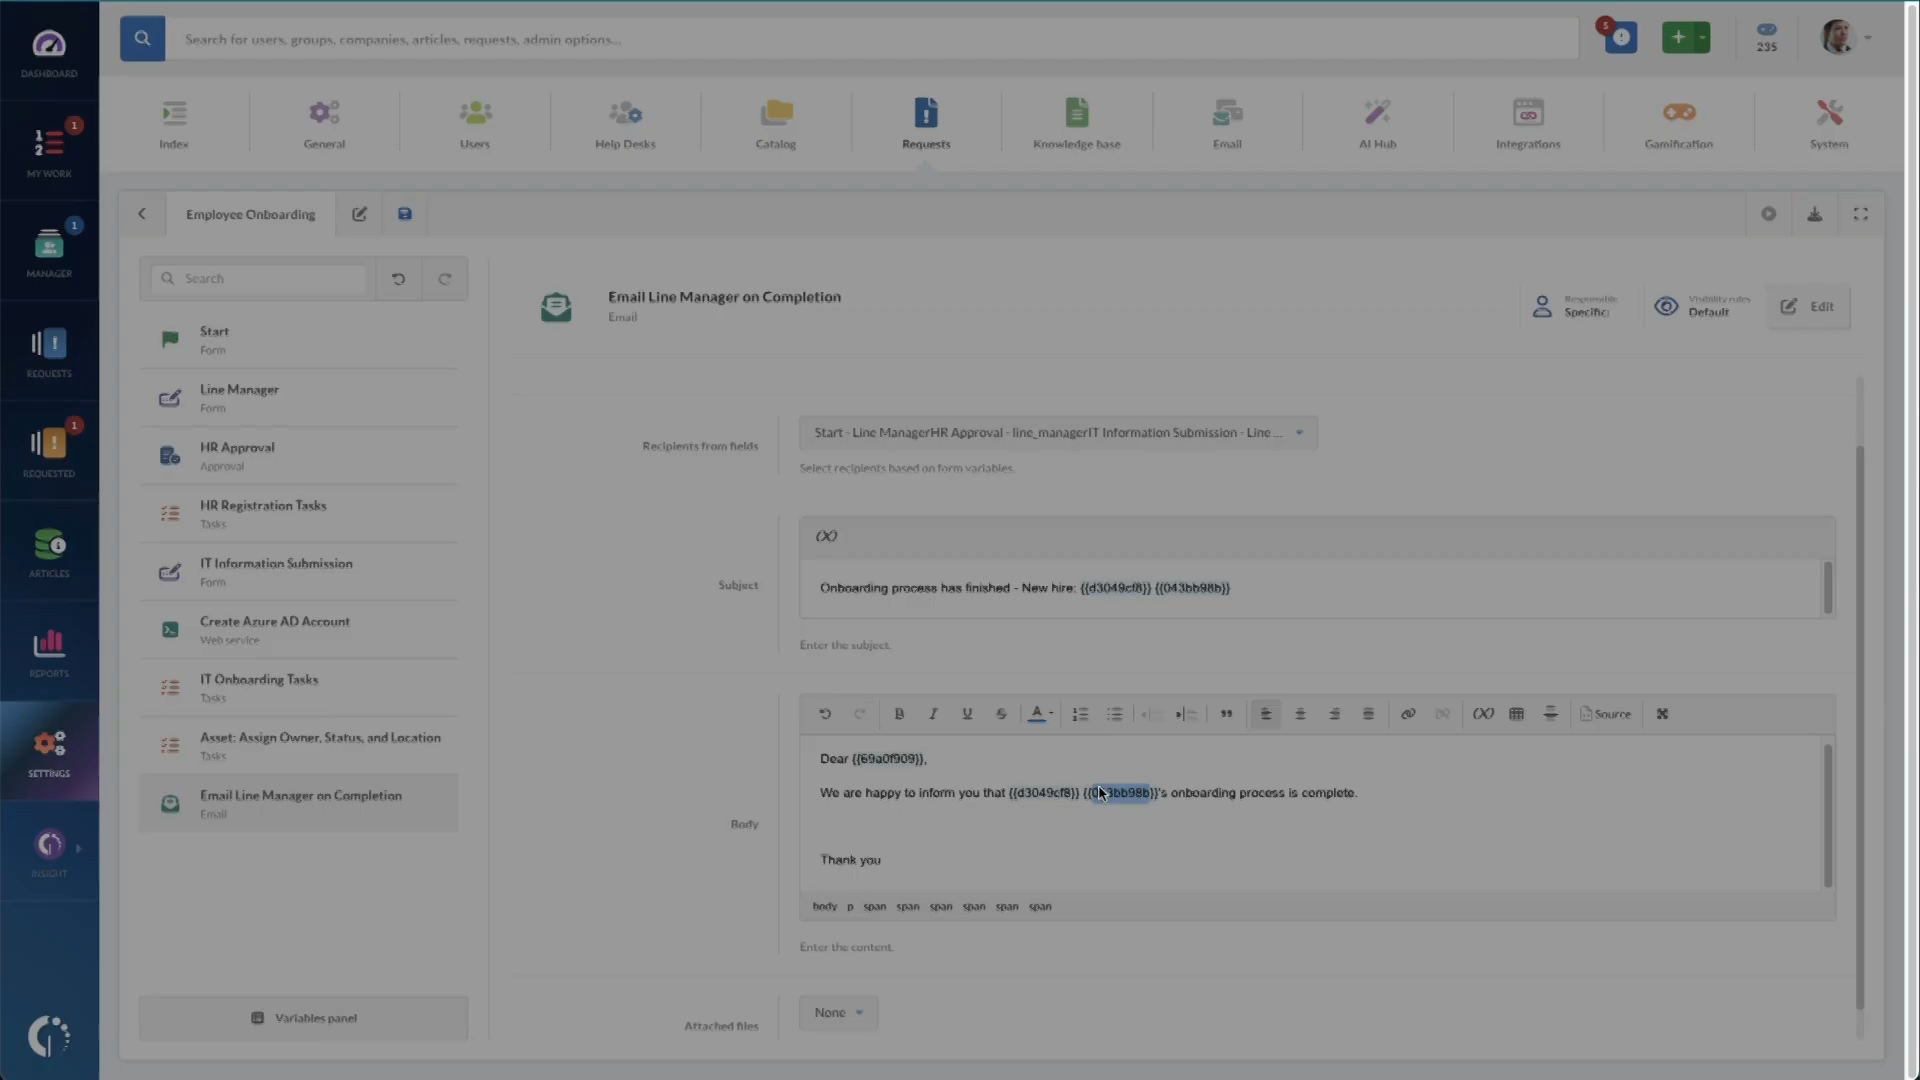 DASHBOARD
1
MY WORK
1
MANAGER
REQUESTS
1
REQUESTED
ARTICLES
REPORTS
SETTINGS
INSIGHT
Search for users, groups, companies, articles, requests, admin options...
5
235
Index
General
Users
Help Desks
Catalog
Requests
Knowledge base
Email
AI Hub
Integrations
Gamification
System
Employee Onboarding
Search
Start
Form
Line Manager
Form
HR Approval
Approval
HR Registration Tasks
Tasks
IT Information Submission
Form
Create Azure AD Account
Web service
IT Onboarding Tasks
Tasks
Asset: Assign Owner, Status, and Location
Tasks
Email Line Manager on Completion
Email
Variables panel
Email Line Manager on Completion
Email
Responsible
Specific:
Visibility rules
Default
Edit
Recipients from fields
Start - Line ManagerHR Approval - line_managerIT Information Submission - Line ...
Select recipients based on form variables.
Subject
(X)
Onboarding process has finished - New hire: {{d3049cf8}} {{043bb98b}}
Enter the subject.
Body
B I U S A (X) Source
Dear {{69a0f909}},
We are happy to inform you that {{d3049cf8}} {{043bb98b}}'s onboarding process is complete.
Thank you
body p span span span span span span
Enter the content.
Attached files
None